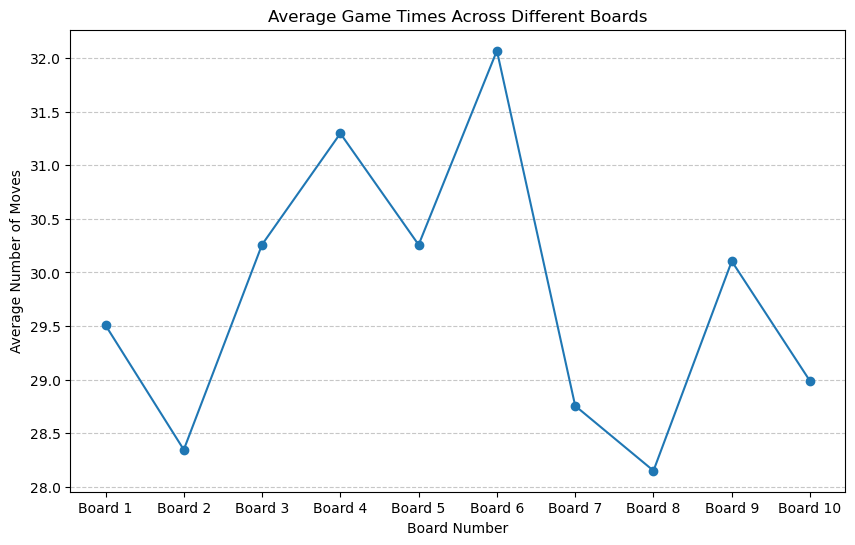 Average Game Times Across Different Boards
Average Number of Moves
32.0
31.5
31.0
30.5
30.0
29.5
29.0
28.5
28.0
Board 1 Board 2 Board 3 Board 4 Board 5 Board 6 Board 7 Board 8 Board 9 Board 10
Board Number